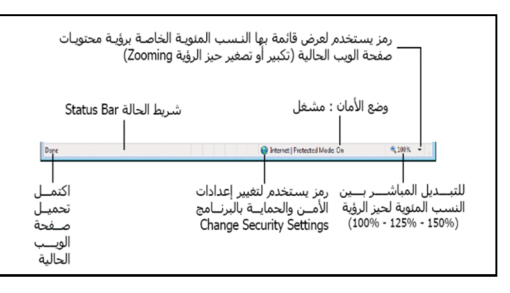 رمز يستخدم لعرض قائمة بها النسب المئوية الخاصة برؤية محتويات
صفحة الويب الحالية (تكبير أو تصغير حيز الرؤية Zooming)
وضع الأمان : مشغل
شريط الحالة Status Bar
Done
Internet | Protected Mode: On
100%
للتبديل المباشر بين
النسب المئوية لحيز الرؤية
(100% - 125% - 150%)
رمز يستخدم لتغيير إعدادات
الأمن والحماية بالبرنامج
Change Security Settings
اكتمل
تحميل
صفحة
الويب
الحالية